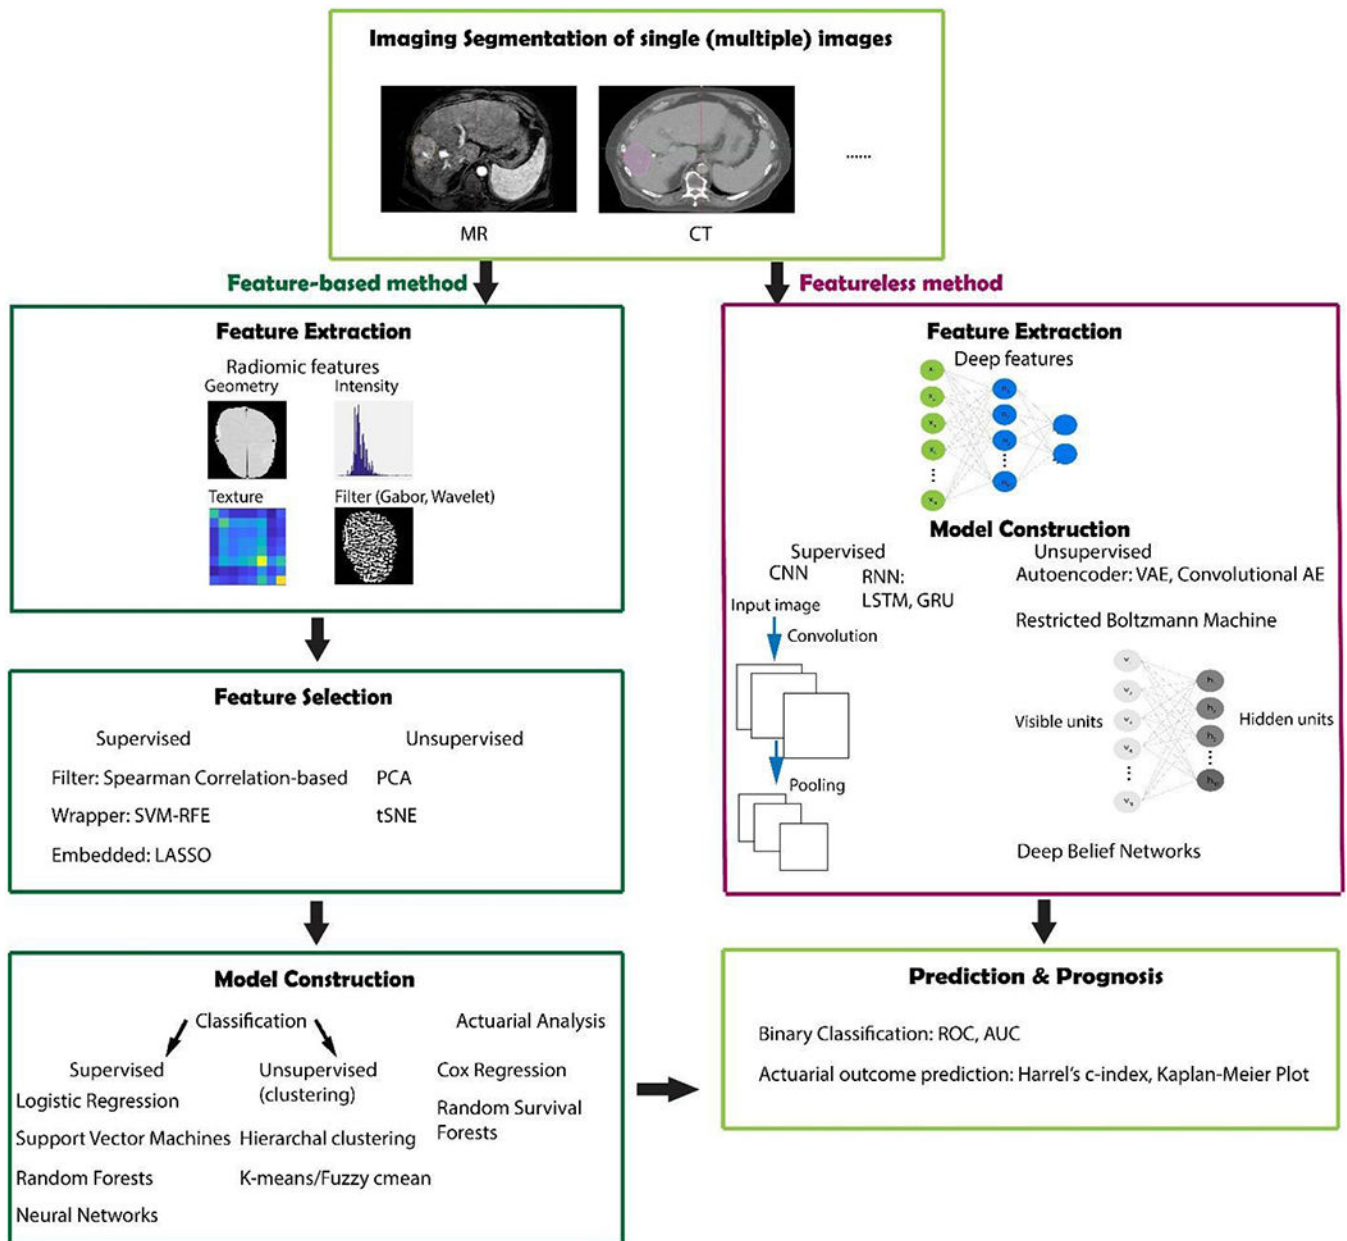 Imaging Segmentation of single (multiple) images
MR
CT
......
Feature-based method
Featureless method
Feature Extraction
Radiomic features
Geometry
Intensity
Texture
Filter (Gabor, Wavelet)
Feature Selection
Supervised
Unsupervised
Filter: Spearman Correlation-based
PCA
Wrapper: SVM-RFE
tSNE
Embedded: LASSO
Model Construction
Classification
Actuarial Analysis
Supervised
Unsupervised
(clustering)
Cox Regression
Logistic Regression
Random Survival
Forests
Support Vector Machines
Hierarchal clustering
Random Forests
K-means/Fuzzy cmean
Neural Networks
Feature Extraction
Deep features
Model Construction
Supervised
Unsupervised
CNN
RNN:
LSTM, GRU
Autoencoder: VAE, Convolutional AE
Input image
Convolution
Restricted Boltzmann Machine
Visible units
Hidden units
Pooling
Deep Belief Networks
Prediction & Prognosis
Binary Classification: ROC, AUC
Actuarial outcome prediction: Harrel's c-index, Kaplan-Meier Plot